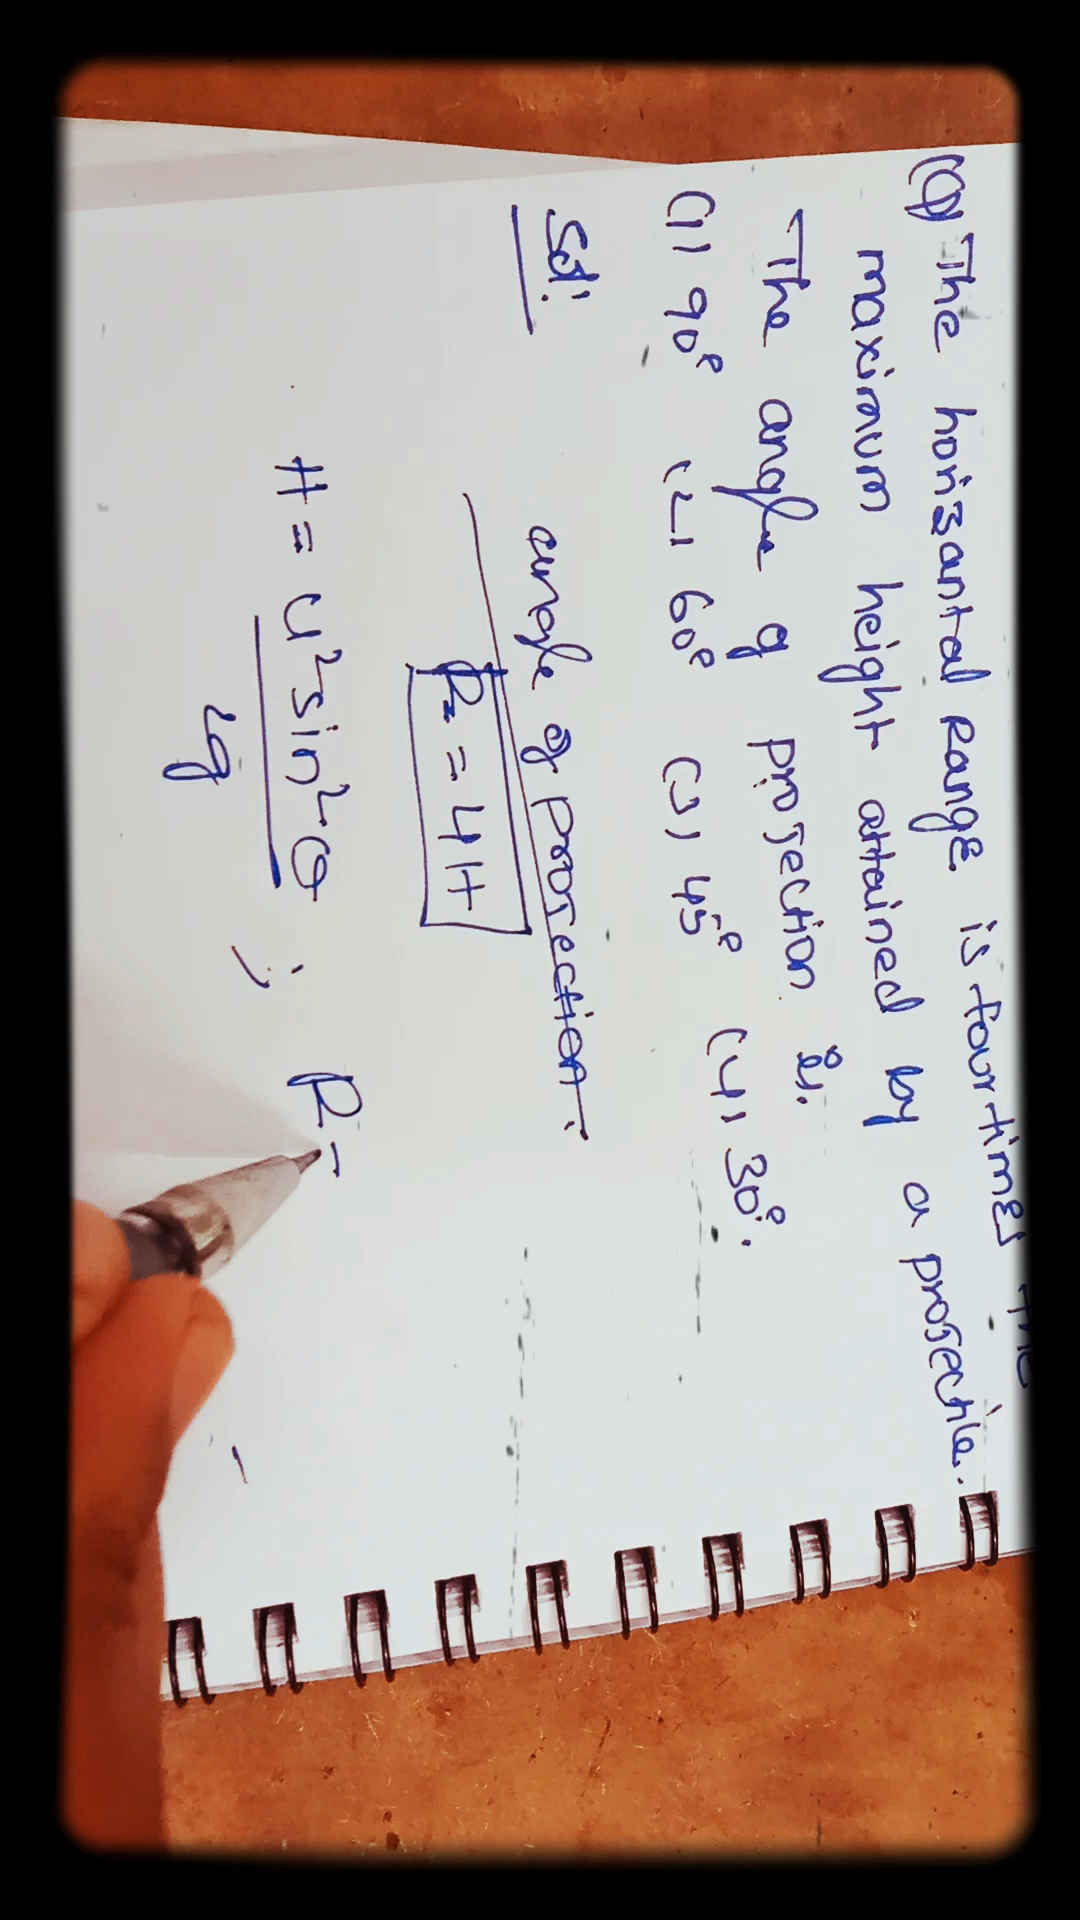 (Q) The horizantal Range is four times the
maximum height attained by a projectile.
The angle of projection is.
(1) 90° (2) 60° (3) 45° (4) 30°.
Sol:
angle of projection:
R = 4H
H = u²sin²θ ; R=
2g